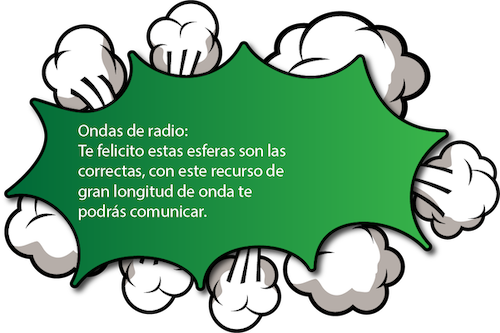 Ondas de radio:
Te felicito estas esferas son las
correctas, con este recurso de
gran longitud de onda te
podrás comunicar.